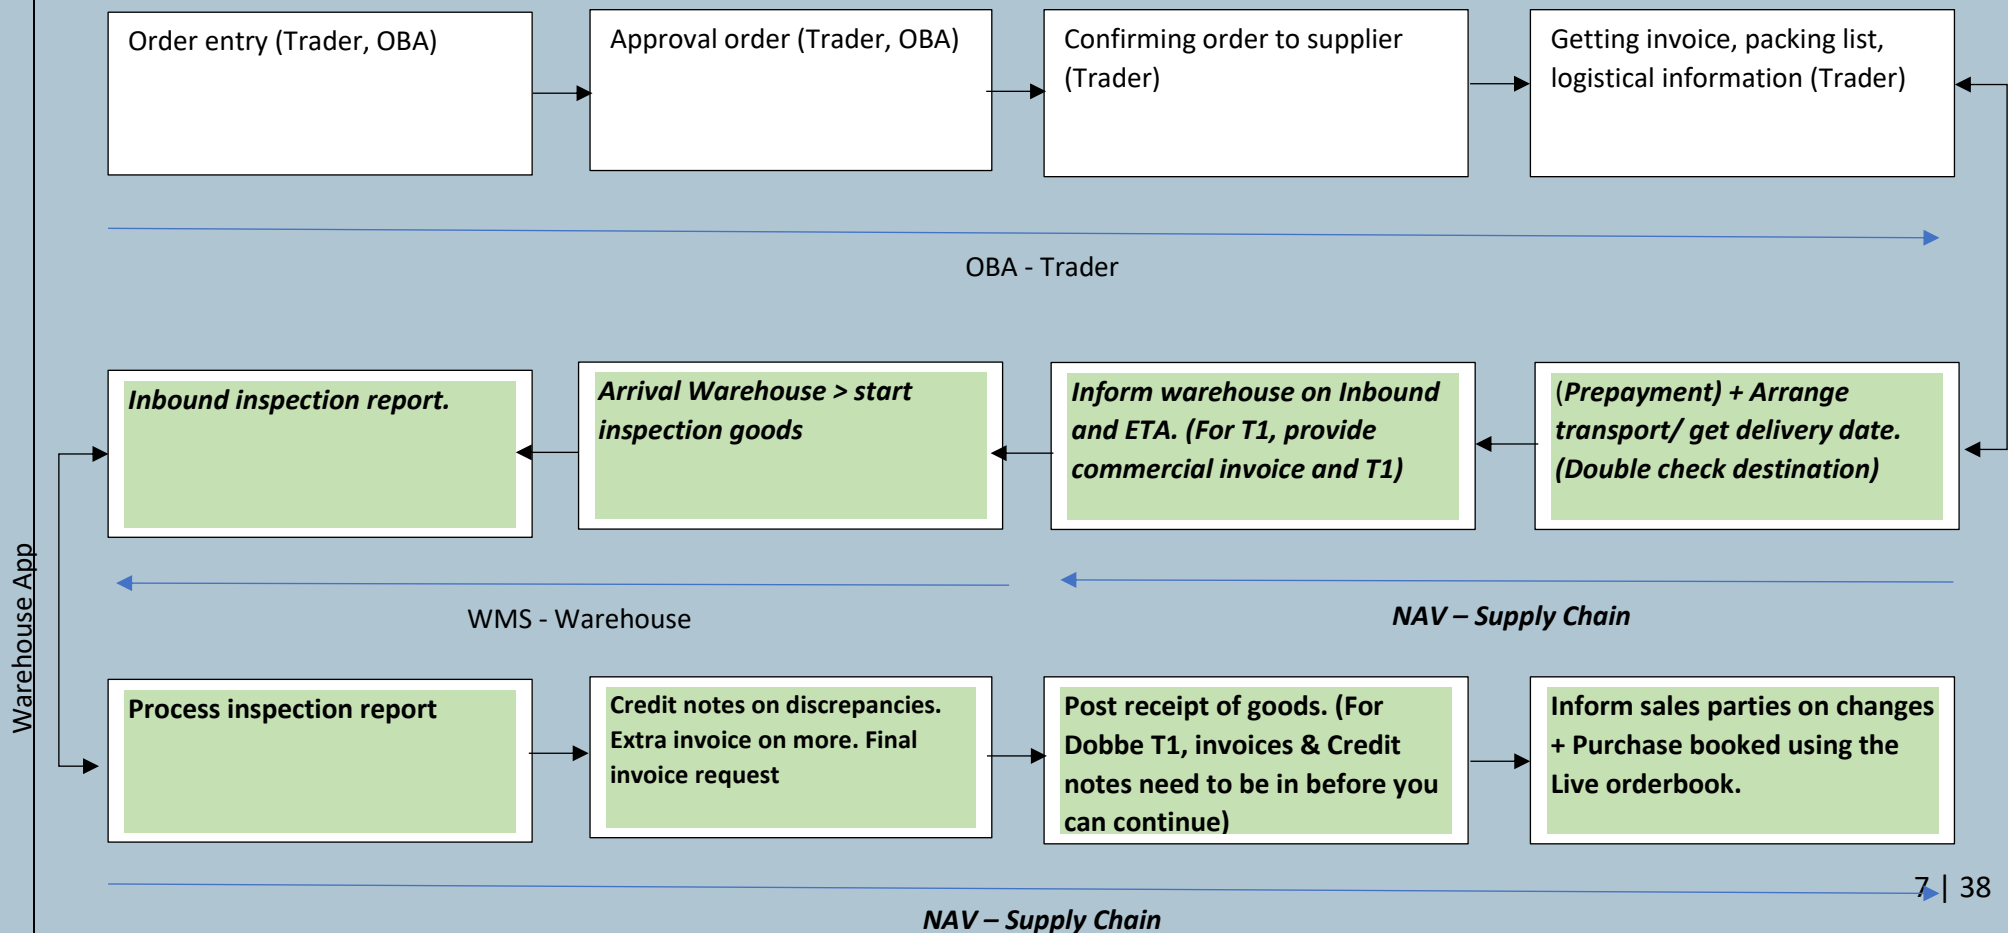 Order entry (Trader, OBA)
Approval order (Trader, OBA)
Confirming order to supplier
(Trader)
Getting invoice, packing list,
logistical information (Trader)
OBA - Trader
Inbound inspection report.
Arrival Warehouse > start
inspection goods
Inform warehouse on Inbound
and ETA. (For T1, provide
commercial invoice and T1)
(Prepayment) + Arrange
transport/ get delivery date.
(Double check destination)
WMS - Warehouse
NAV – Supply Chain
Warehouse App
Process inspection report
Credit notes on discrepancies.
Extra invoice on more. Final
invoice request
Post receipt of goods. (For
Dobbe T1, invoices & Credit
notes need to be in before you
can continue)
Inform sales parties on changes
+ Purchase booked using the
Live orderbook.
7 | 38
NAV – Supply Chain